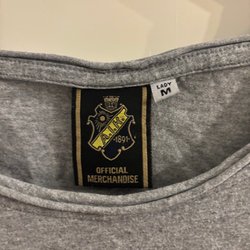 A.I.K.
-1891-
OFFICIAL
MERCHANDISE
LADY
M